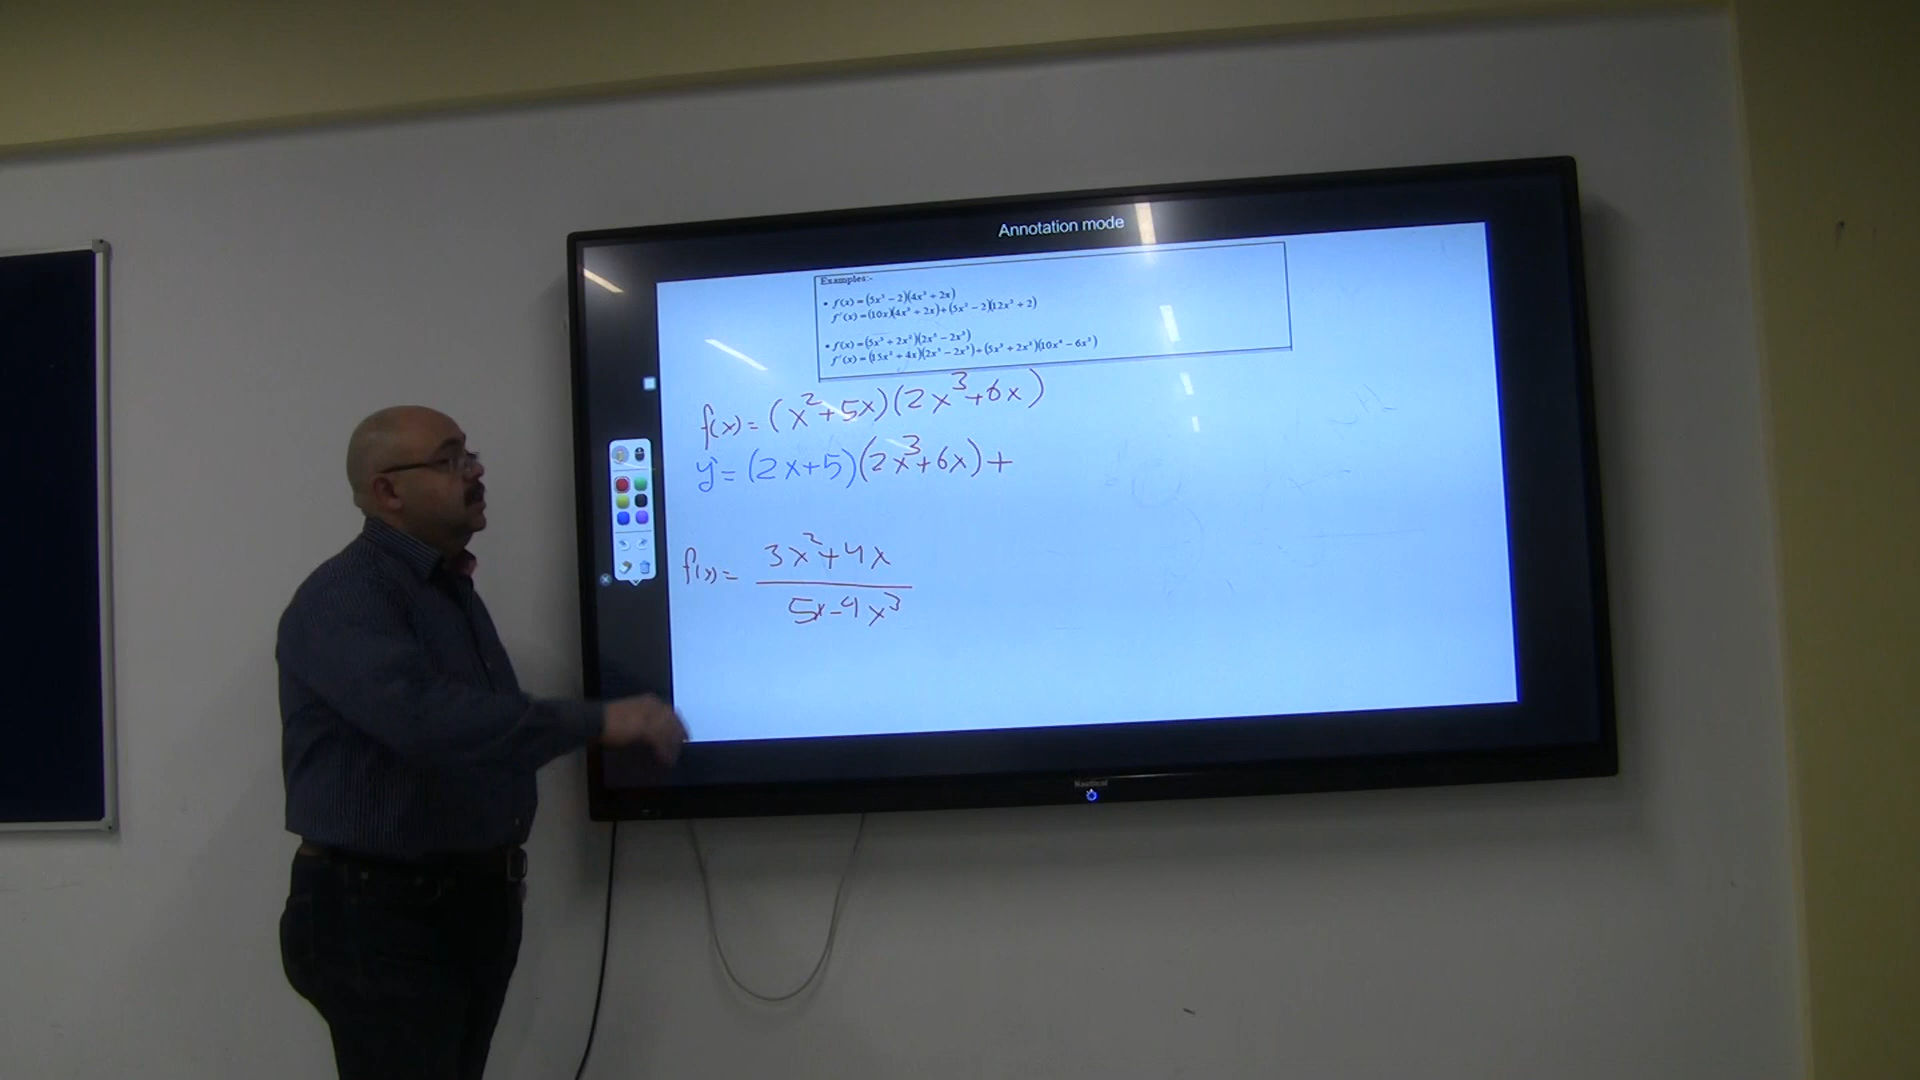 Annotation mode
Examples:-
• f(x)=(5x² − 2)(4x³ + 2x)
f'(x)=(10x)(4x³ + 2x)+(5x² − 2)(12x² + 2)
• f(x)=(5x³ + 2x²)(2x⁵ − 2x³)
f'(x)=(15x² + 4x)(2x⁵ − 2x³)+(5x³ + 2x²)(10x⁴ − 6x²)
f(x)= (x²+5x)(2x³+6x)
y'= (2x+5)(2x³+6x)+
f(x)= 3x²+4x
5x-4x³